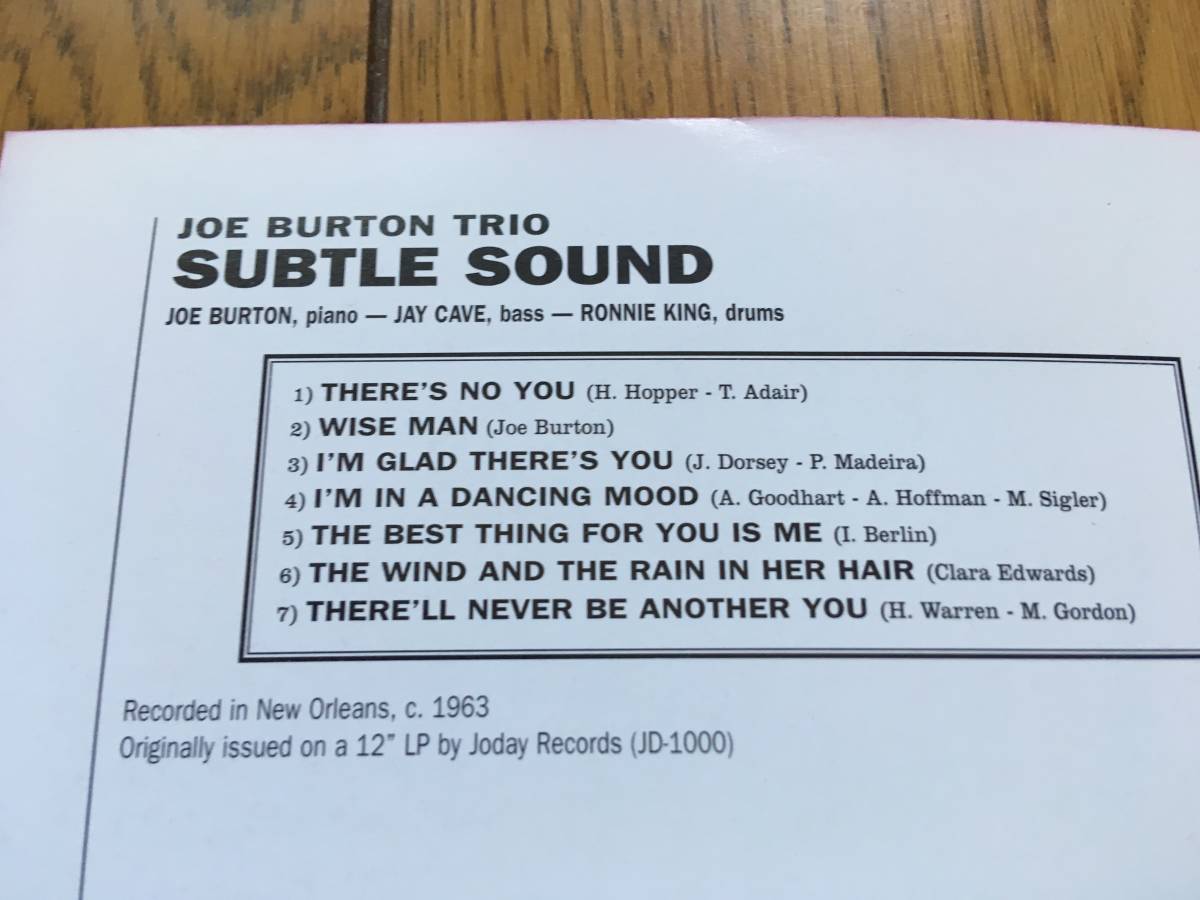 JOE BURTON TRIO
SUBTLE SOUND
JOE BURTON, piano — JAY CAVE, bass — RONNIE KING, drums
1) THERE'S NO YOU (H. Hopper - T. Adair)
2) WISE MAN (Joe Burton)
3) I'M GLAD THERE'S YOU (J. Dorsey - P. Madeira)
4) I'M IN A DANCING MOOD (A. Goodhart - A. Hoffman - M. Sigler)
5) THE BEST THING FOR YOU IS ME (I. Berlin)
6) THE WIND AND THE RAIN IN HER HAIR (Clara Edwards)
7) THERE'LL NEVER BE ANOTHER YOU (H. Warren - M. Gordon)
Recorded in New Orleans, c. 1963
Originally issued on a 12" LP by Joday Records (JD-1000)